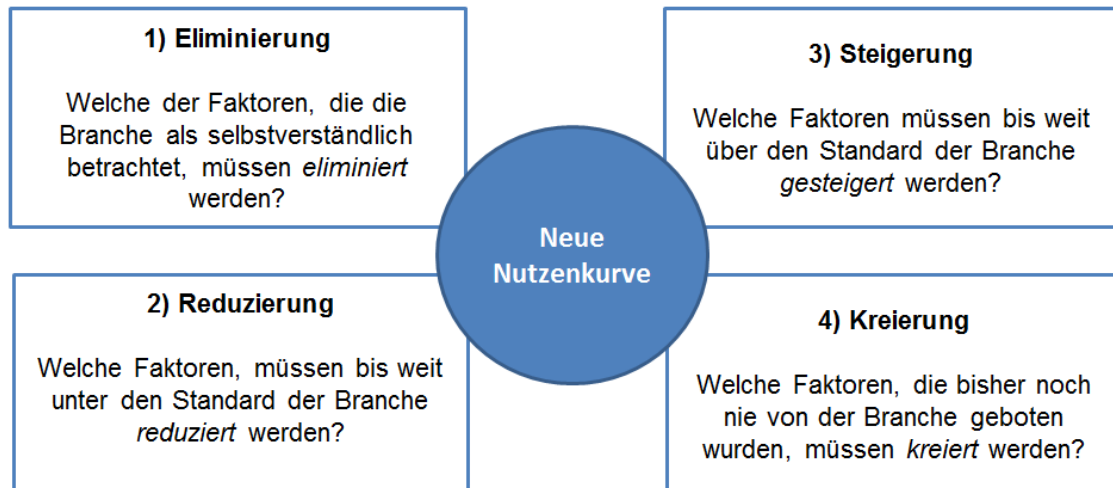 1) Eliminierung
Welche der Faktoren, die die
Branche als selbstverständlich
betrachtet, müssen eliminiert
werden?
2) Reduzierung
Welche Faktoren, müssen bis weit
unter den Standard der Branche
reduziert werden?
Neue
Nutzenkurve
3) Steigerung
Welche Faktoren müssen bis weit
über den Standard der Branche
gesteigert werden?
4) Kreierung
Welche Faktoren, die bisher noch
nie von der Branche geboten
wurden, müssen kreiert werden?